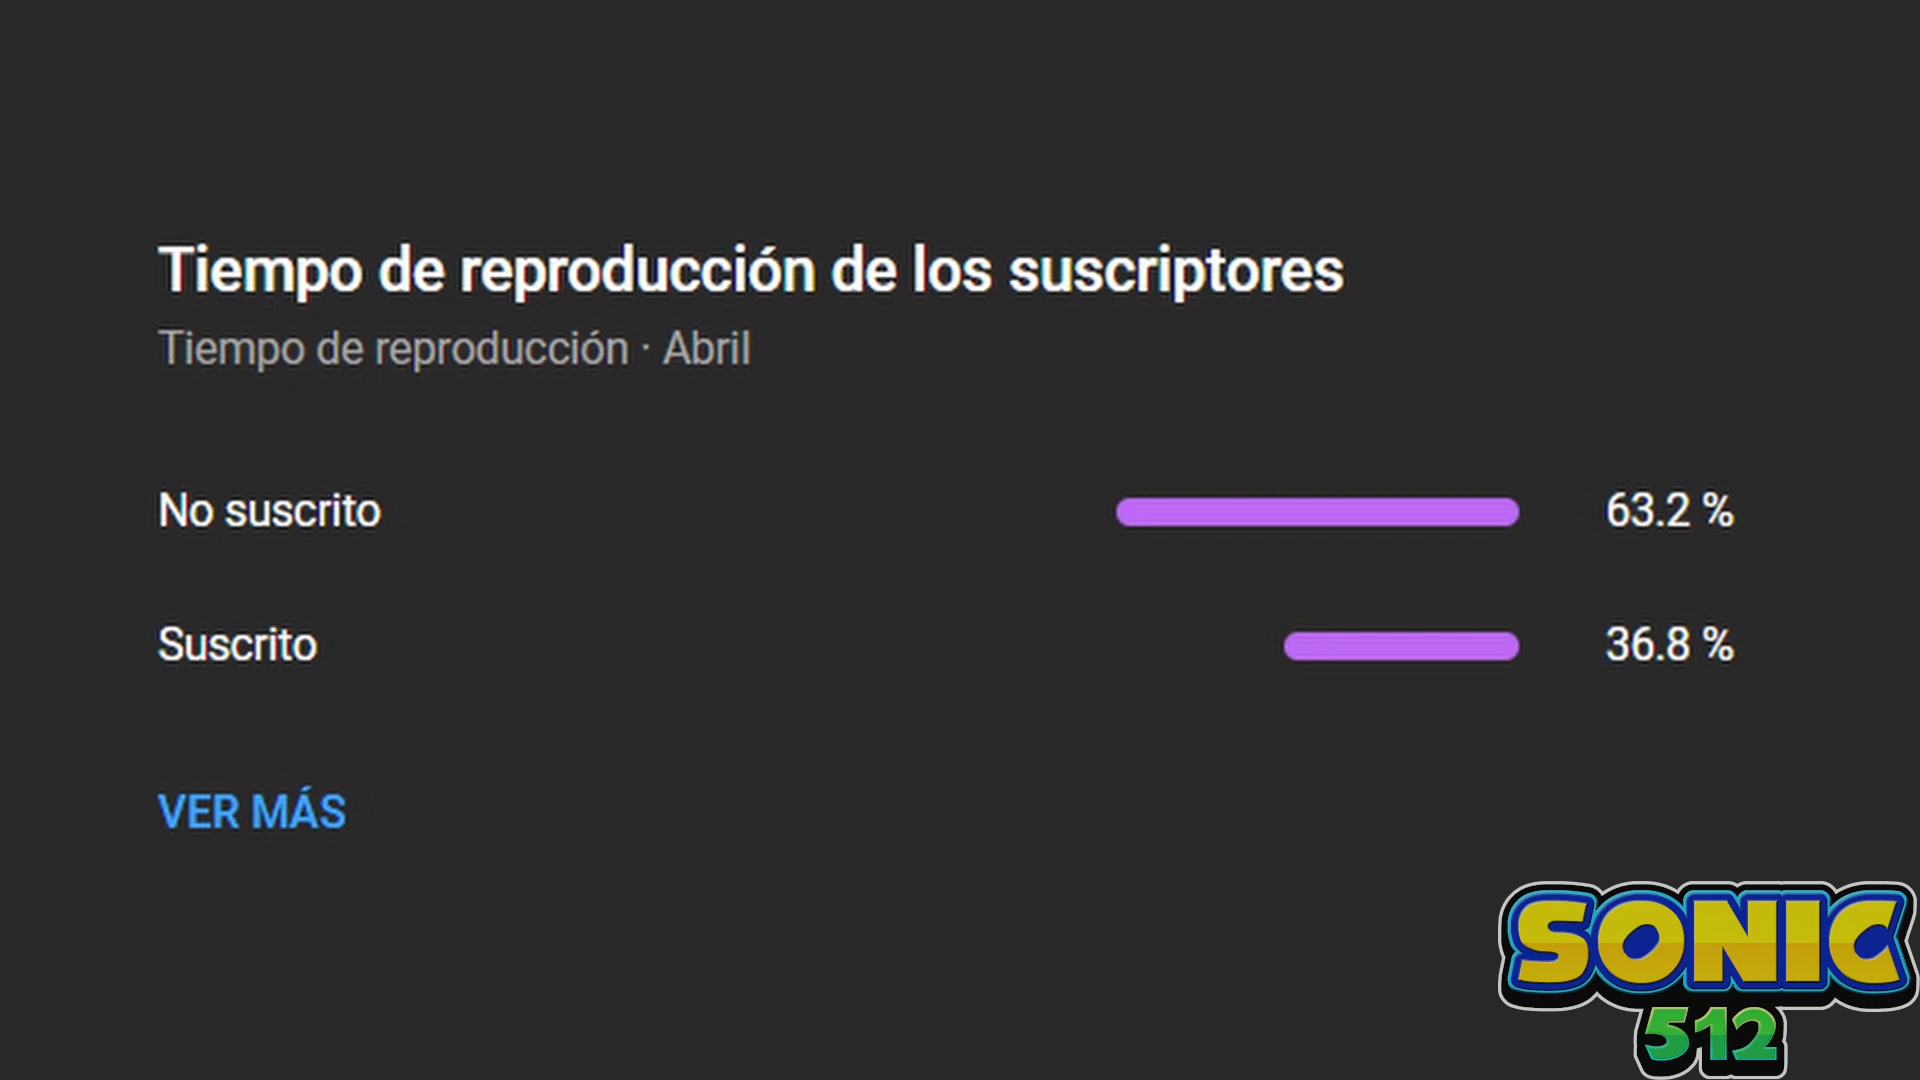 Tiempo de reproducción de los suscriptores
Tiempo de reproducción · Abril
No suscrito 63.2 %
Suscrito 36.8 %
VER MÁS
SONIC
512